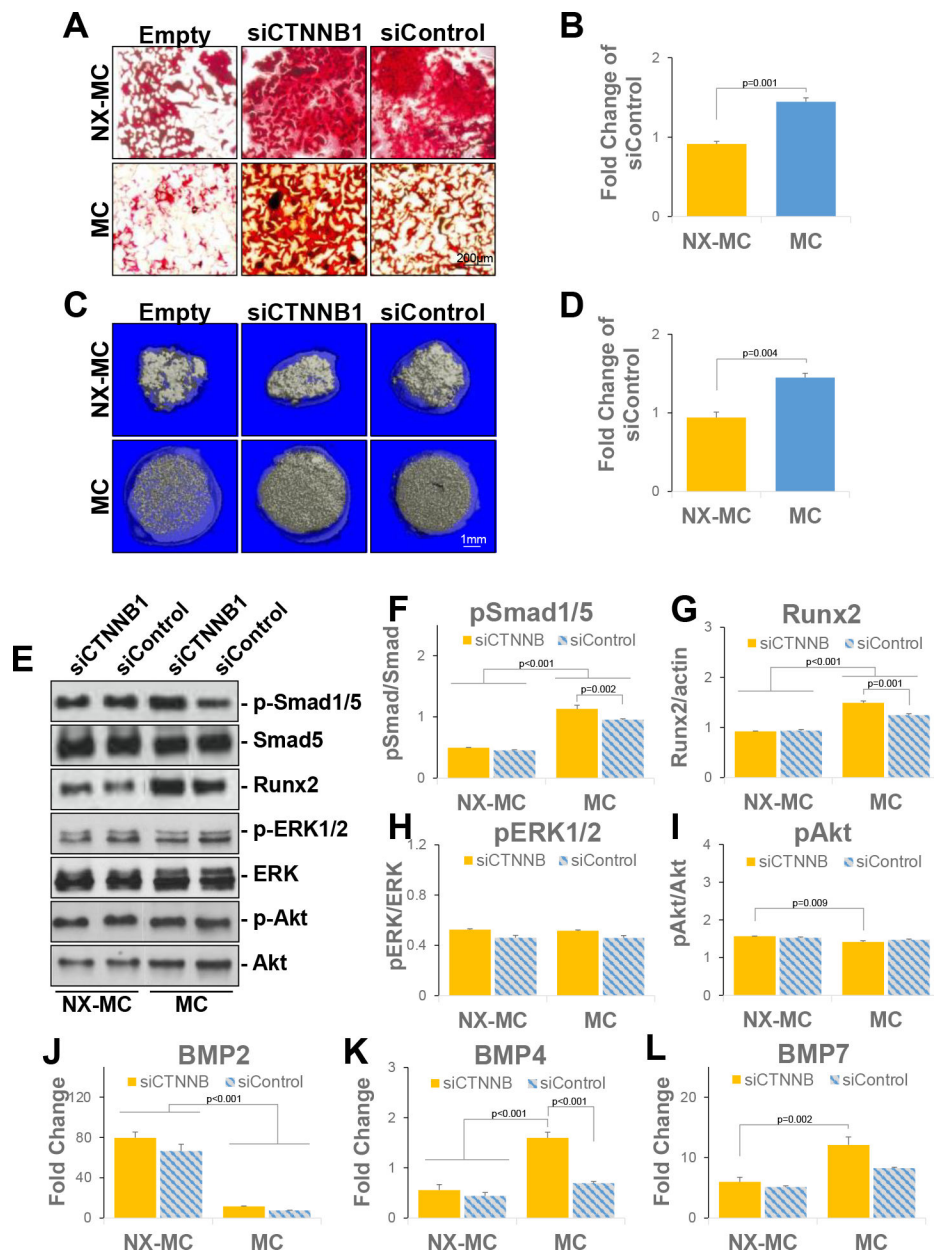 A
Empty
siCTNNB1
siControl
NX-MC
MC
200μm
B
Fold Change of
siControl
2
1
0
p=0.001
NX-MC
MC
C
Empty
siCTNNB1
siControl
NX-MC
MC
1mm
D
Fold Change of
siControl
2
1
0
p=0.004
NX-MC
MC
E
siCTNNB1
siControl
siCTNNB1
siControl
- p-Smad1/5
- Smad5
- Runx2
- p-ERK1/2
- ERK
- p-Akt
- Akt
NX-MC
MC
F
pSmad1/5
siCTNNB
siControl
pSmad/Smad
2
1
0
p<0.001
p=0.002
NX-MC
MC
G
Runx2
siCTNNB
siControl
Runx2/actin
3
2
1
0
p<0.001
p=0.001
NX-MC
MC
H
pERK1/2
siCTNNB
siControl
pERK/ERK
1.2
0.8
0.4
0
NX-MC
MC
I
pAkt
siCTNNB
siControl
pAkt/Akt
4
3
2
1
0
p=0.009
NX-MC
MC
J
BMP2
siCTNNB
siControl
Fold Change
120
80
40
0
p<0.001
NX-MC
MC
K
BMP4
siCTNNB
siControl
Fold Change
3
2
1
0
p<0.001
p<0.001
NX-MC
MC
L
BMP7
siCTNNB
siControl
Fold Change
20
10
0
p=0.002
NX-MC
MC